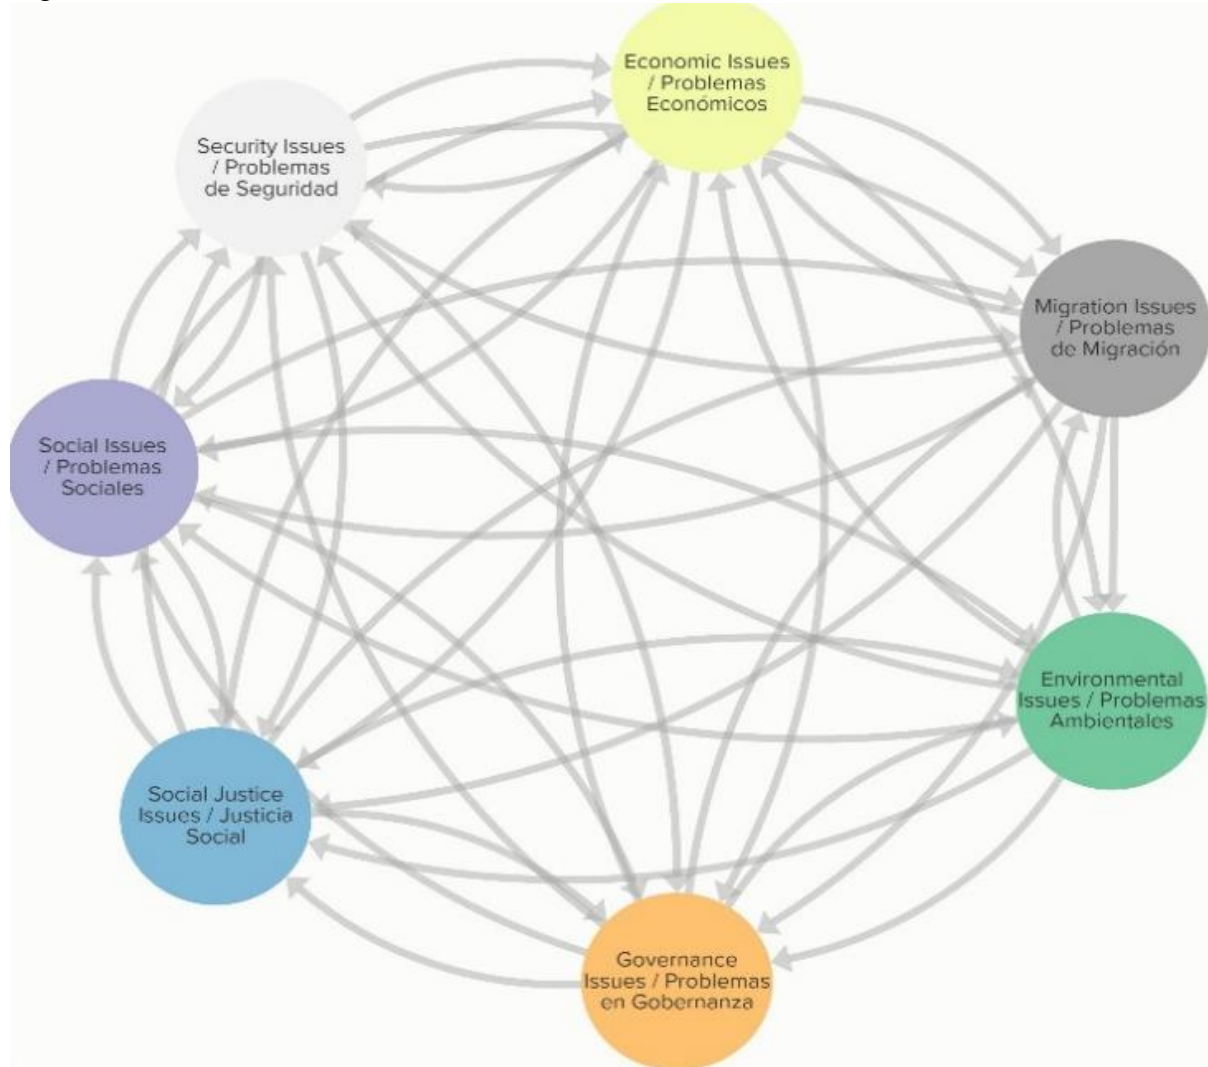 Economic Issues
/ Problemas
Económicos
Security Issues
/ Problemas
de Seguridad
Migration Issues
/ Problemas
de Migración
Social Issues
/ Problemas
Sociales
Environmental
Issues / Problemas
Ambientales
Social Justice
Issues / Justicia
Social
Governance
Issues / Problemas
en Gobernanza